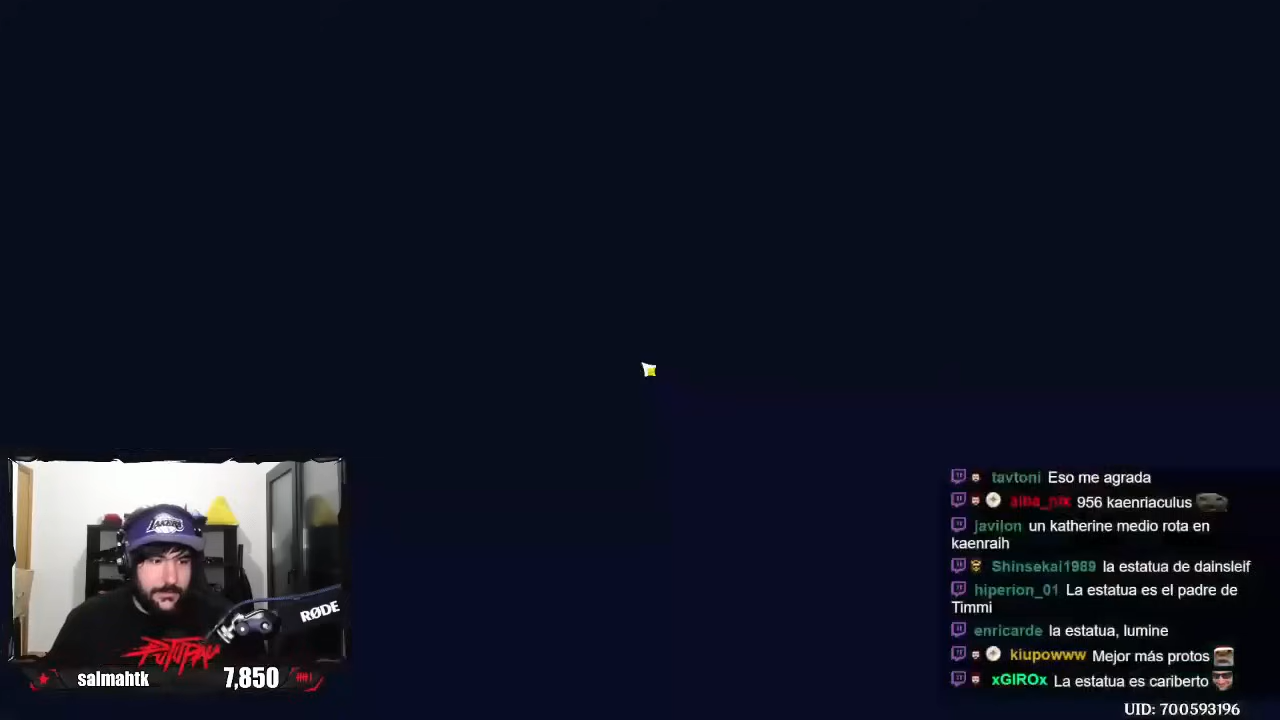 tavtoni Eso me agrada
alba_nix 956 kaenriaculus
javilon un katherine medio rota en
kaenraih
Shinsekai1989 la estatua de dainsleif
hiperion_01 La estatua es el padre de
Timmi
enricarde la estatua, lumine
kiupowww Mejor más protos
xGIROx La estatua es cariberto
UID: 700593196
LAKERS
RØDE
salmahtk 7,850